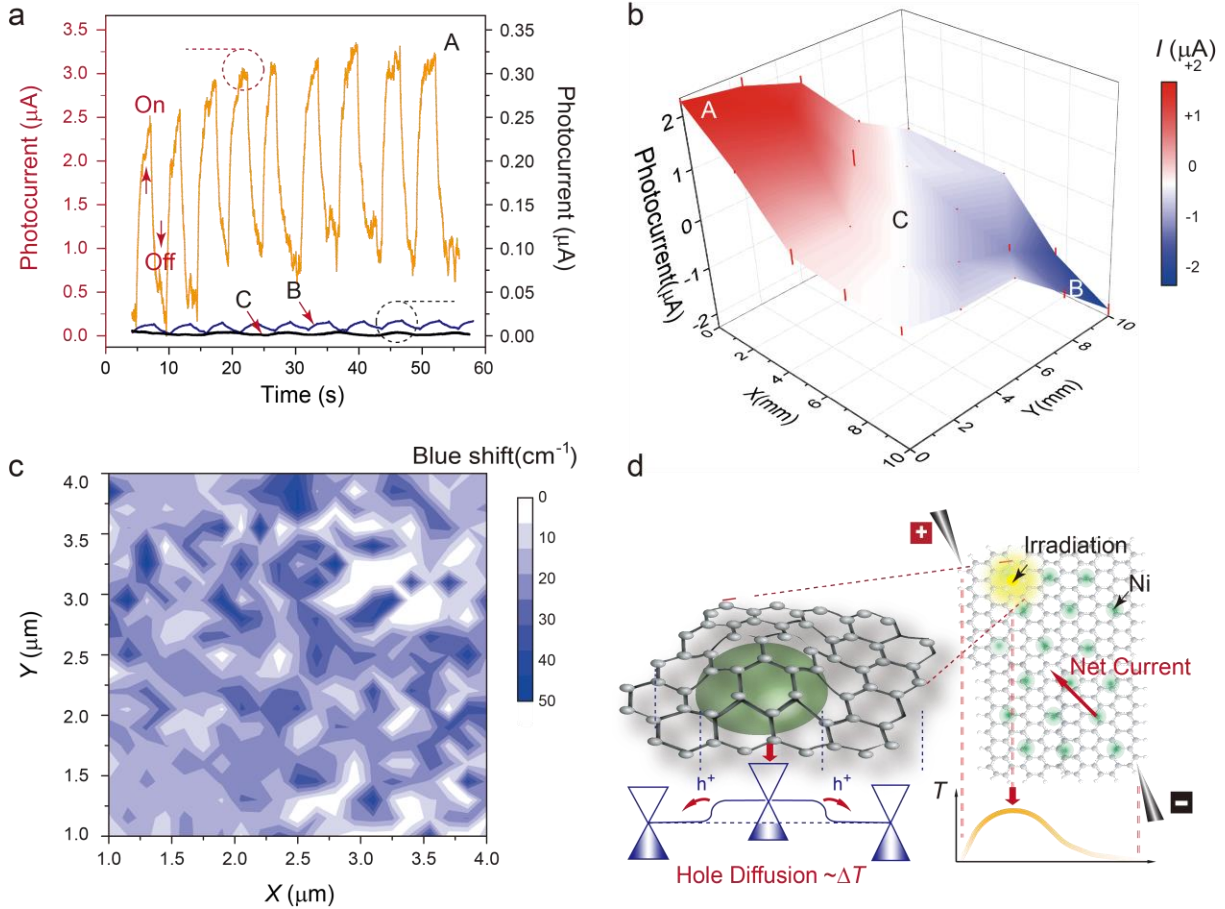 a
Photocurrent (μA)
3.5
3.0
2.5
2.0
1.5
1.0
0.5
0.0
On
Off
A
C
B
0.35
0.30
0.25
0.20
0.15
0.10
0.05
0.00
Photocurrent (μA)
0 10 20 30 40 50 60
Time (s)
b
I (μA)
+2
+1
0
-1
-2
Photocurrent(μA)
2
1
0
-1
-2
A
C
B
0
2
4
6
8
10
X(mm)
0
2
4
6
8
10
Y(mm)
c
Blue shift(cm⁻¹)
0
10
20
30
40
50
Y (μm)
4.0
3.5
3.0
2.5
2.0
1.5
1.0
1.0 1.5 2.0 2.5 3.0 3.5 4.0
X (μm)
d
+
Irradiation
Ni
Net Current
-
T
h⁺ h⁺
Hole Diffusion ~ΔT